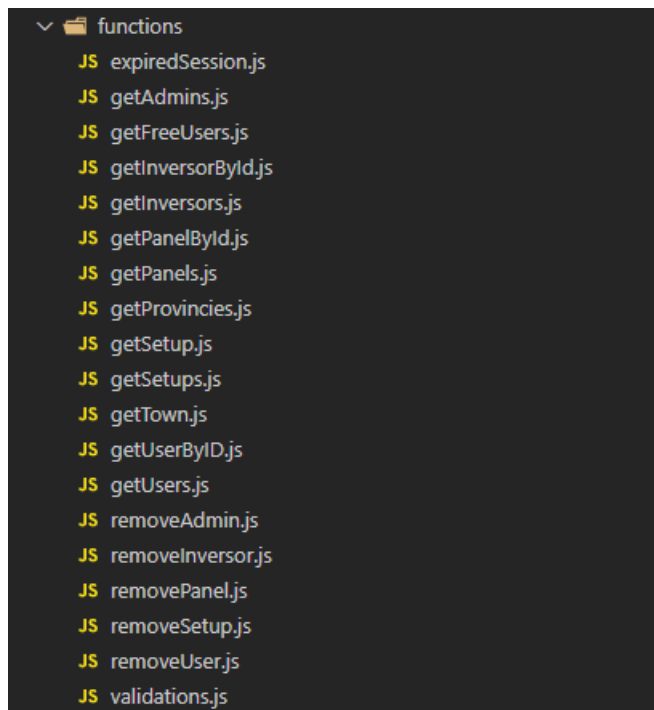 functions
JS expiredSession.js
JS getAdmins.js
JS getFreeUsers.js
JS getInversorById.js
JS getInversors.js
JS getPanelById.js
JS getPanels.js
JS getProvincies.js
JS getSetup.js
JS getSetups.js
JS getTown.js
JS getUserByID.js
JS getUsers.js
JS removeAdmin.js
JS removeInversor.js
JS removePanel.js
JS removeSetup.js
JS removeUser.js
JS validations.js